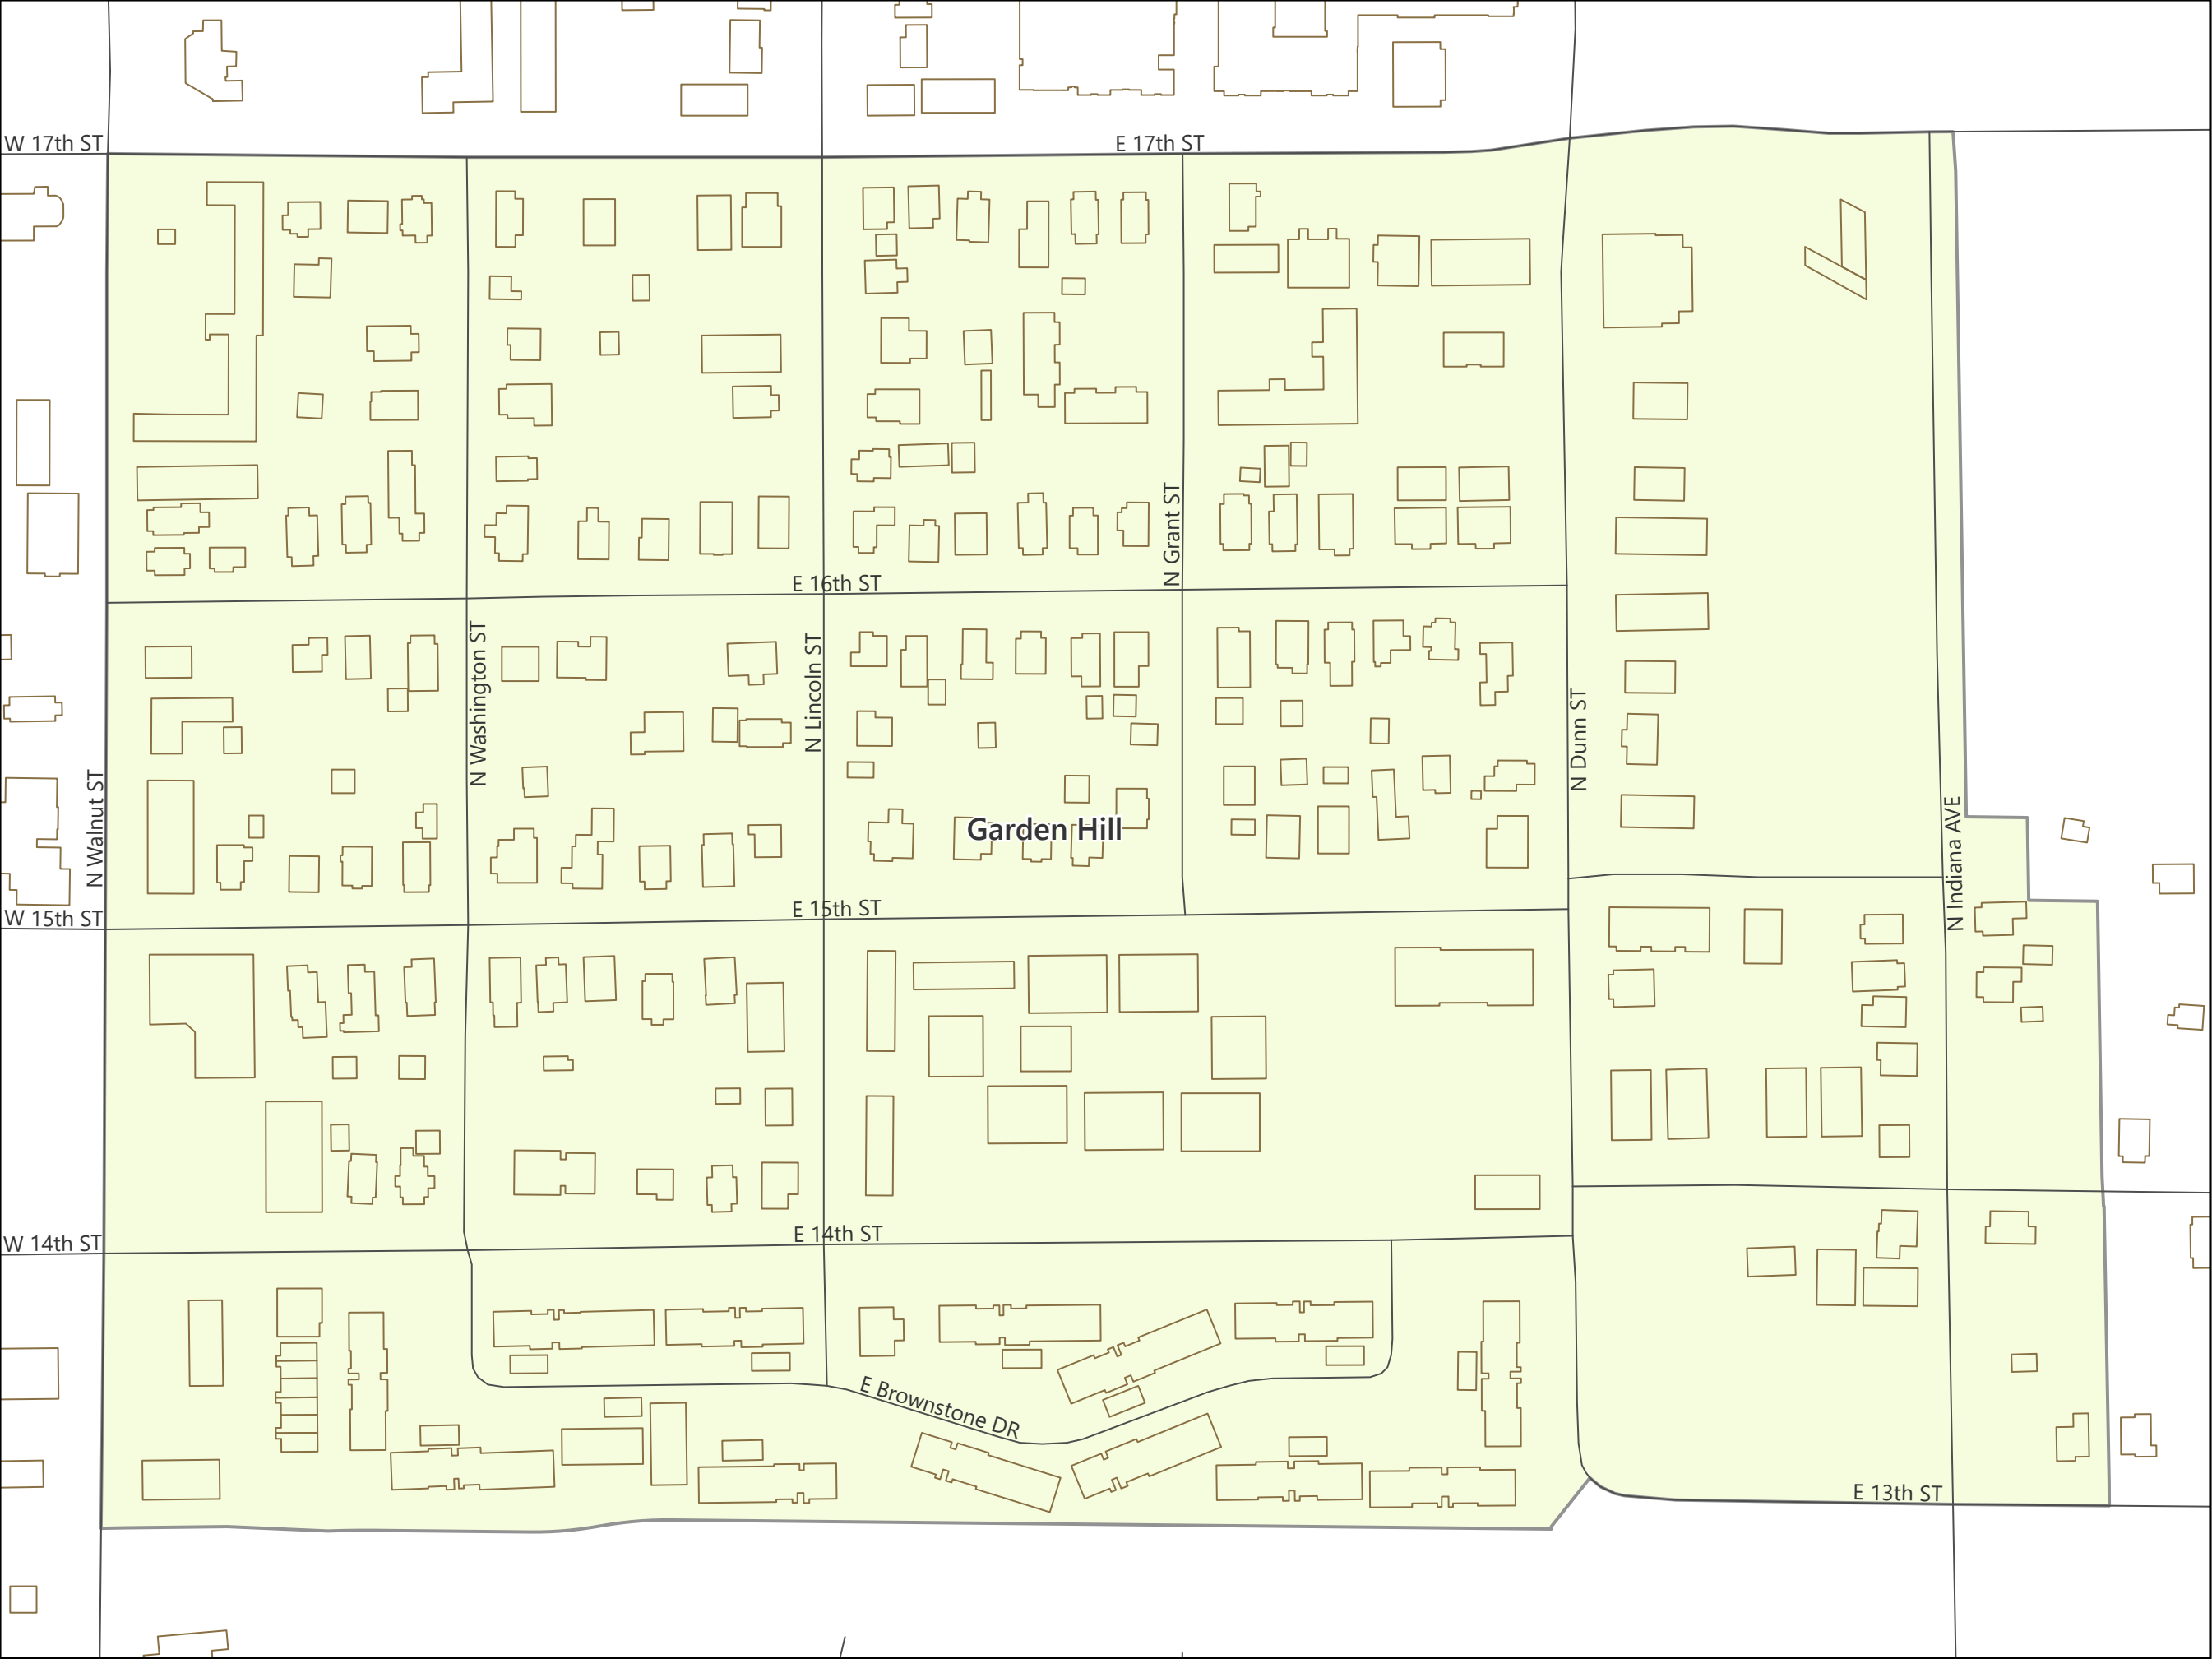 W 17th ST
E 17th ST
N Grant ST
E 16th ST
N Washington ST
N Lincoln ST
N Dunn ST
N Walnut ST
Garden Hill
N Indiana AVE
W 15th ST
E 15th ST
W 14th ST
E 14th ST
E Brownstone DR
E 13th ST